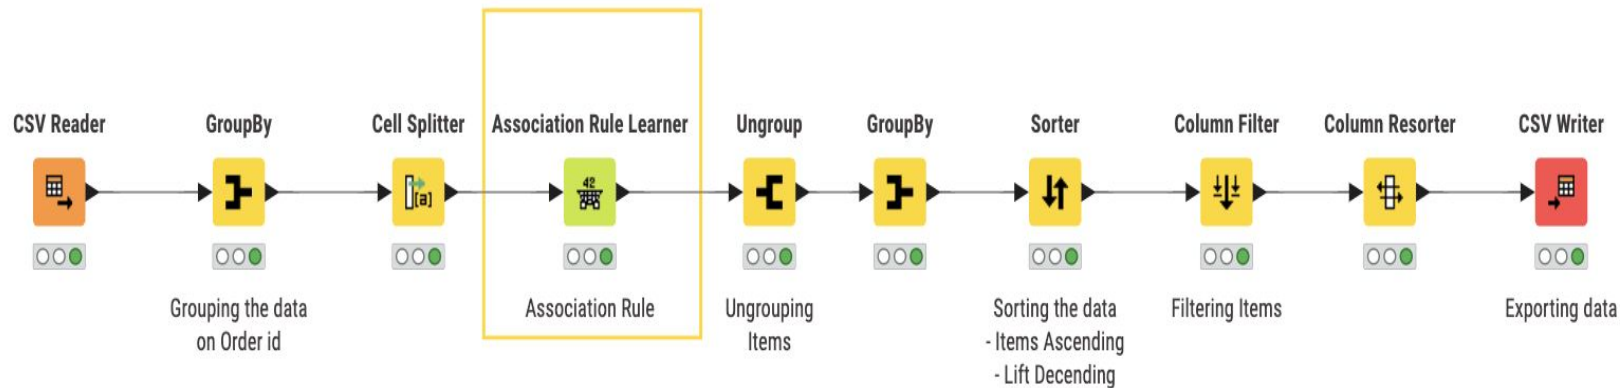 CSV Reader
GroupBy
Cell Splitter
Association Rule Learner
Ungroup
GroupBy
Sorter
Column Filter
Column Resorter
CSV Writer
[a]
42
Grouping the data
on Order id
Association Rule
Ungrouping
Items
Sorting the data
- Items Ascending
- Lift Decending
Filtering Items
Exporting data